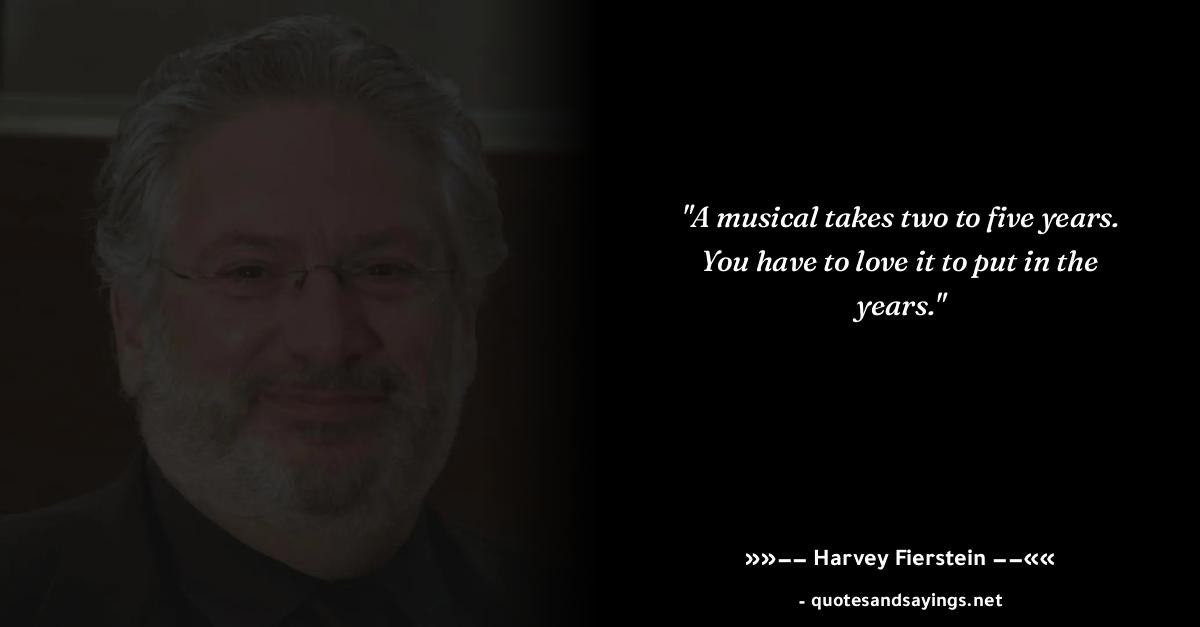 "A musical takes two to five years.
You have to love it to put in the
years."
»»–– Harvey Fierstein ––««
- quotesandsayings.net